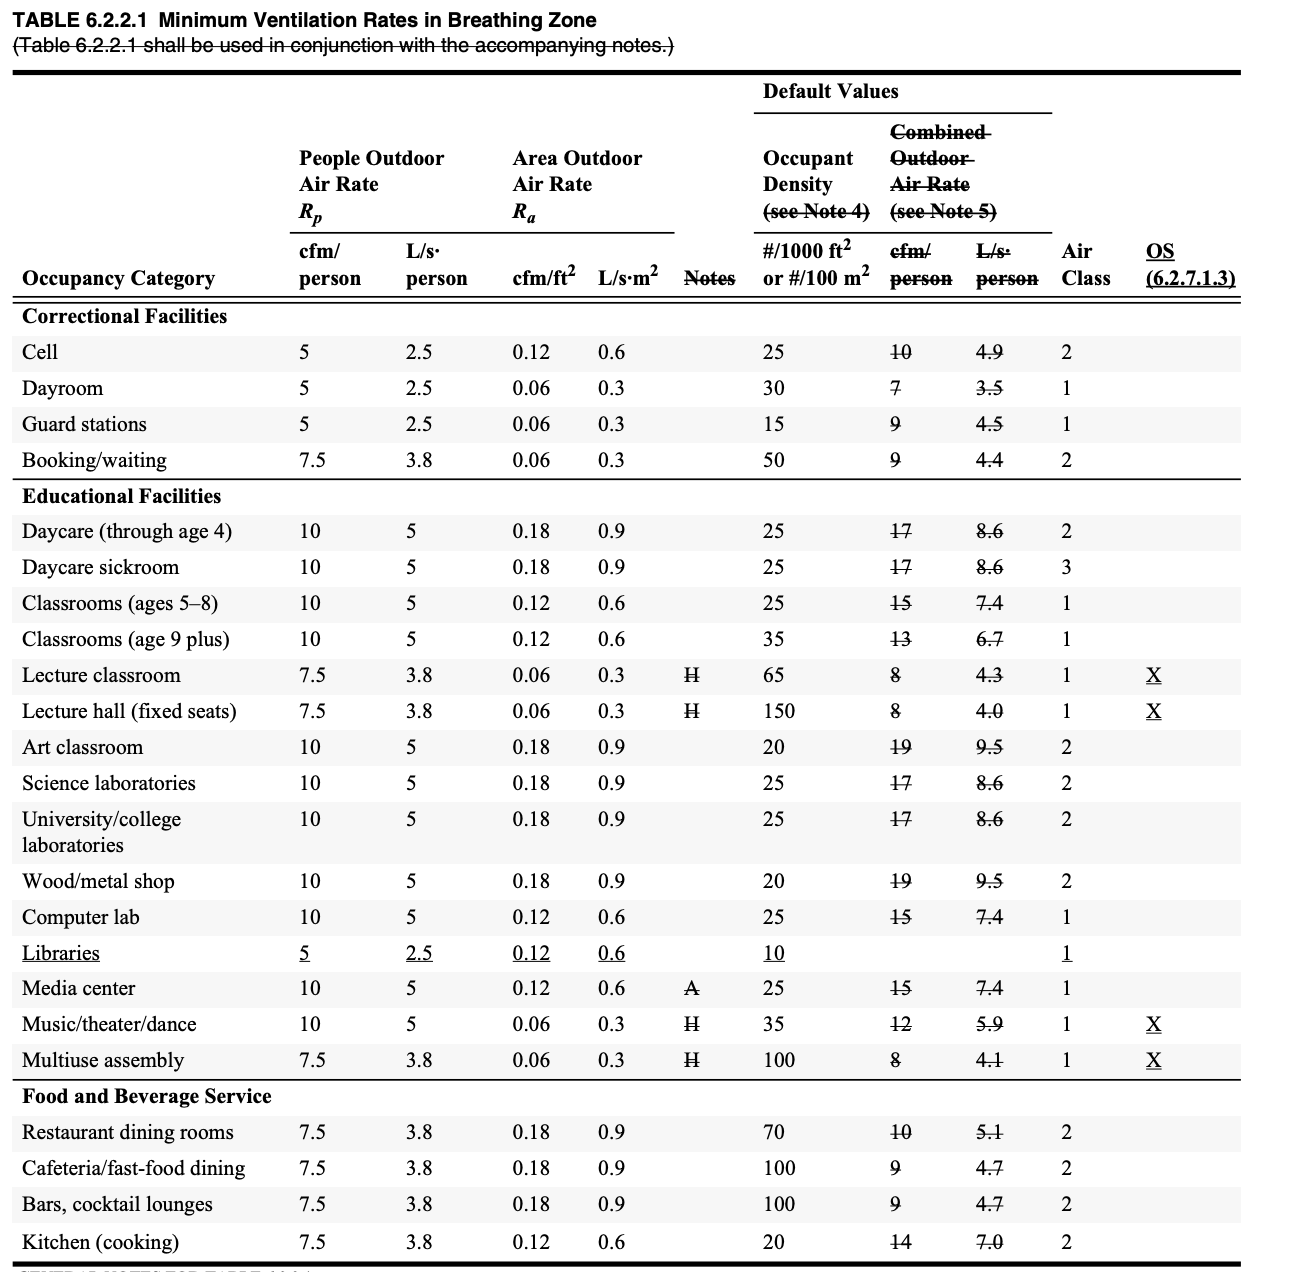 TABLE 6.2.2.1 Minimum Ventilation Rates in Breathing Zone
(Table 6.2.2.1 shall be used in conjunction with the accompanying notes.)
Default Values
People Outdoor Air Rate Rp
Area Outdoor Air Rate Ra
Occupant Density (see Note 4)
Combined Outdoor Air Rate (see Note 5)
Occupancy Category cfm/person L/s·person cfm/ft² L/s·m² Notes #/1000 ft² or #/100 m² cfm/person L/s·person Air Class OS (6.2.7.1.3)
Correctional Facilities
Cell 5 2.5 0.12 0.6 25 10 4.9 2
Dayroom 5 2.5 0.06 0.3 30 7 3.5 1
Guard stations 5 2.5 0.06 0.3 15 9 4.5 1
Booking/waiting 7.5 3.8 0.06 0.3 50 9 4.4 2
Educational Facilities
Daycare (through age 4) 10 5 0.18 0.9 25 17 8.6 2
Daycare sickroom 10 5 0.18 0.9 25 17 8.6 3
Classrooms (ages 5–8) 10 5 0.12 0.6 25 15 7.4 1
Classrooms (age 9 plus) 10 5 0.12 0.6 35 13 6.7 1
Lecture classroom 7.5 3.8 0.06 0.3 H 65 8 4.3 1 X
Lecture hall (fixed seats) 7.5 3.8 0.06 0.3 H 150 8 4.0 1 X
Art classroom 10 5 0.18 0.9 20 19 9.5 2
Science laboratories 10 5 0.18 0.9 25 17 8.6 2
University/college 10 5 0.18 0.9 25 17 8.6 2
laboratories
Wood/metal shop 10 5 0.18 0.9 20 19 9.5 2
Computer lab 10 5 0.12 0.6 25 15 7.4 1
Libraries 5 2.5 0.12 0.6 10 1
Media center 10 5 0.12 0.6 A 25 15 7.4 1
Music/theater/dance 10 5 0.06 0.3 H 35 12 5.9 1 X
Multiuse assembly 7.5 3.8 0.06 0.3 H 100 8 4.1 1 X
Food and Beverage Service
Restaurant dining rooms 7.5 3.8 0.18 0.9 70 10 5.1 2
Cafeteria/fast-food dining 7.5 3.8 0.18 0.9 100 9 4.7 2
Bars, cocktail lounges 7.5 3.8 0.18 0.9 100 9 4.7 2
Kitchen (cooking) 7.5 3.8 0.12 0.6 20 14 7.0 2